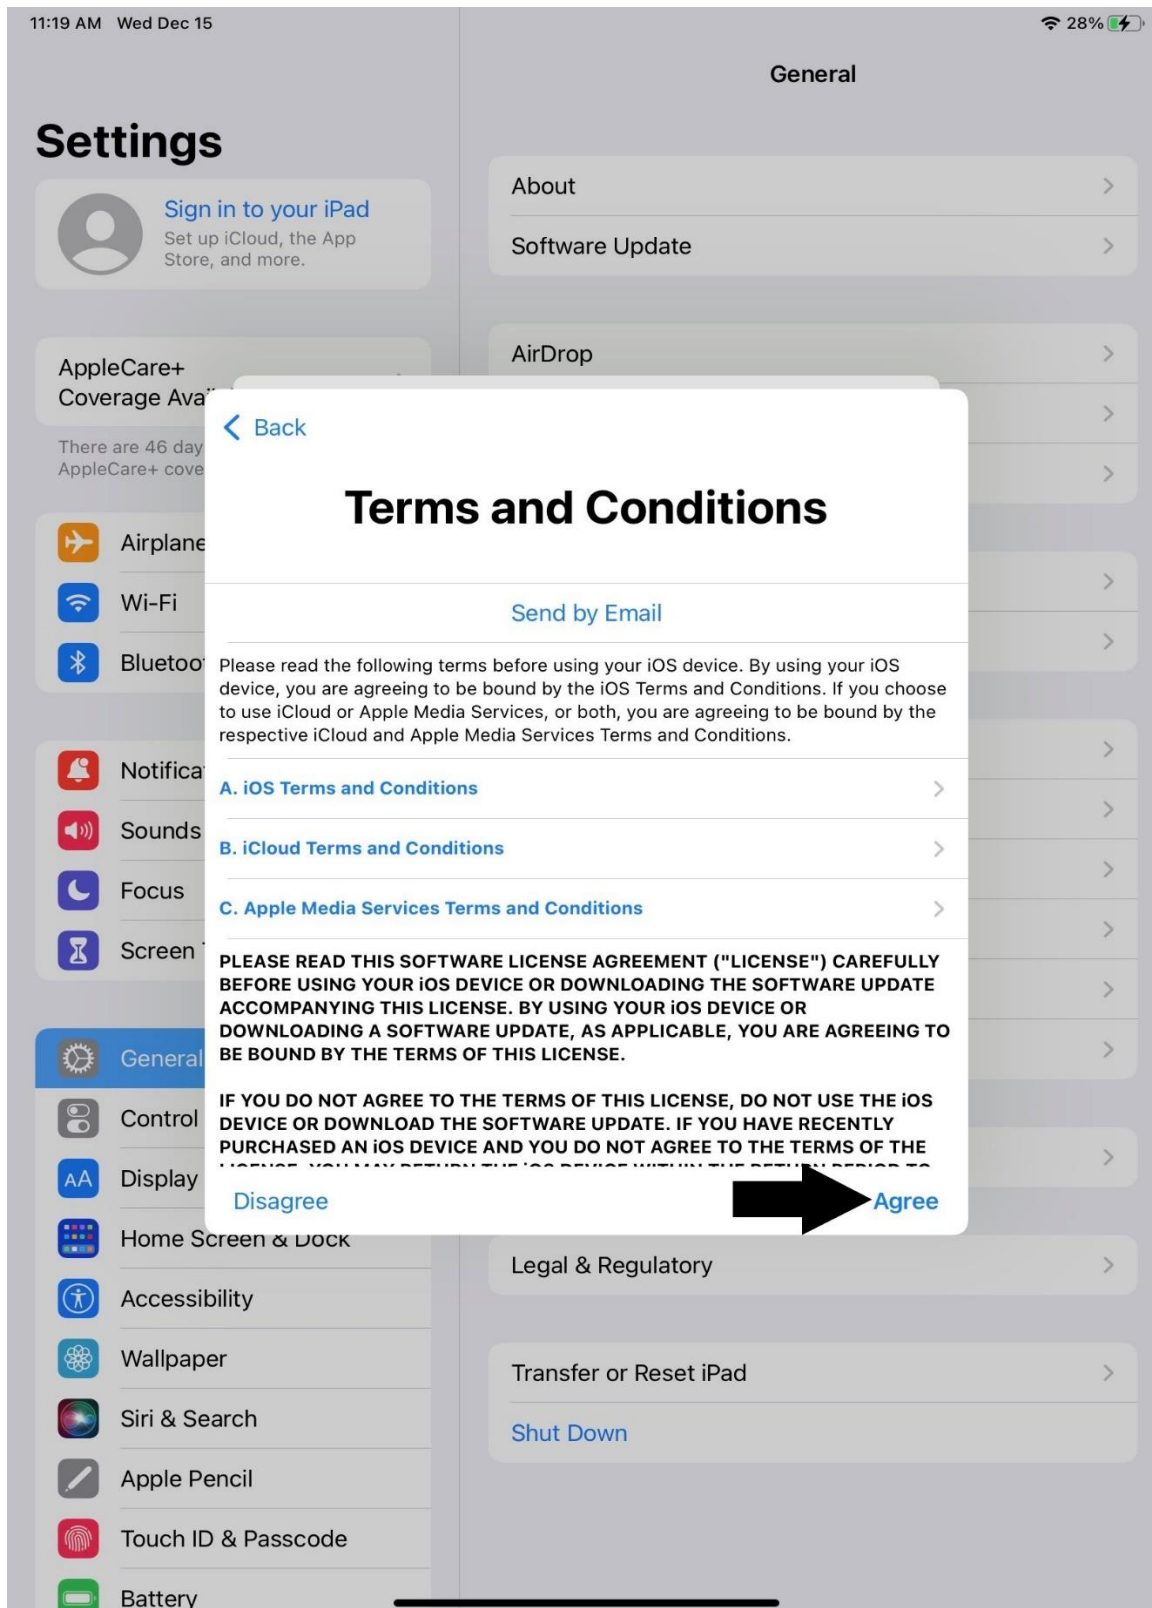 11:19 AM Wed Dec 15
28%
Settings
Sign in to your iPad
Set up iCloud, the App
Store, and more.
AppleCare+
Coverage
There are 46
AppleCare+
Airplane
Wi-Fi
Notifica
Sounds
Focus
Screen
General
Control
Display
Home Screen & Dock
Accessibility
Wallpaper
Siri & Search
Apple Pencil
Touch ID & Passcode
Battery
General
About
Software Update
AirDrop
Legal & Regulatory
Transfer or Reset iPad
Shut Down
Back
Terms and Conditions
Send by Email
Please read the following terms before using your iOS device. By using your iOS
device, you are agreeing to be bound by the iOS Terms and Conditions. If you choose
to use iCloud or Apple Media Services, or both, you are agreeing to be bound by the
respective iCloud and Apple Media Services Terms and Conditions.
A. iOS Terms and Conditions
B. iCloud Terms and Conditions
C. Apple Media Services Terms and Conditions
PLEASE READ THIS SOFTWARE LICENSE AGREEMENT ("LICENSE") CAREFULLY
BEFORE USING YOUR iOS DEVICE OR DOWNLOADING THE SOFTWARE UPDATE
ACCOMPANYING THIS LICENSE. BY USING YOUR iOS DEVICE OR
DOWNLOADING A SOFTWARE UPDATE, AS APPLICABLE, YOU ARE AGREEING TO
BE BOUND BY THE TERMS OF THIS LICENSE.
IF YOU DO NOT AGREE TO THE TERMS OF THIS LICENSE, DO NOT USE THE iOS
DEVICE OR DOWNLOAD THE SOFTWARE UPDATE. IF YOU HAVE RECENTLY
PURCHASED AN iOS DEVICE AND YOU DO NOT AGREE TO THE TERMS OF THE
Disagree
Agree